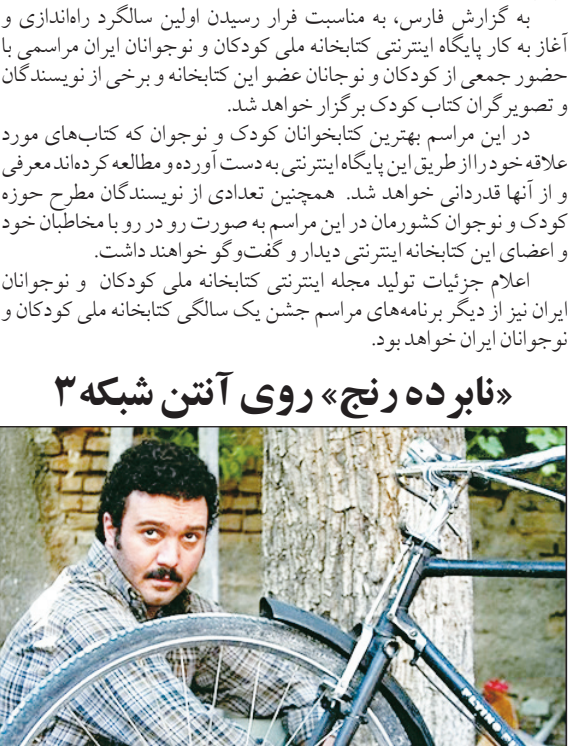 به گزارش فارس، به مناسبت فرار رسیدن اولین سالگرد راه‌اندازی و
آغاز به کار پایگاه اینترنتی کتابخانه ملی کودکان و نوجوانان ایران مراسمی با
حضور جمعی از کودکان و نوجانان عضو این کتابخانه و برخی از نویسندگان
و تصویرگران کتاب کودک برگزار خواهد شد.
در این مراسم بهترین کتابخوانان کودک و نوجوان که کتاب‌های مورد
علاقه خود را از طریق این پایگاه اینترنتی به دست آورده و مطالعه کرده‌اند معرفی
و از آنها قدردانی خواهد شد. همچنین تعدادی از نویسندگان مطرح حوزه
کودک و نوجوان کشورمان در این مراسم به صورت رو در رو با مخاطبان خود
و اعضای این کتابخانه اینترنتی دیدار و گفت‌وگو خواهند داشت.
اعلام جزئیات تولید مجله اینترنتی کتابخانه ملی کودکان و نوجوانان
ایران نیز از دیگر برنامه‌های مراسم جشن یک سالگی کتابخانه ملی کودکان و
نوجوانان ایران خواهد بود.
«نابرده رنج» روی آنتن شبکه ۳